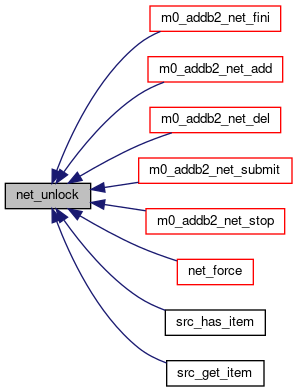 m0_addb2_net_fini
m0_addb2_net_add
m0_addb2_net_del
m0_addb2_net_submit
net_unlock
m0_addb2_net_stop
net_force
src_has_item
src_get_item